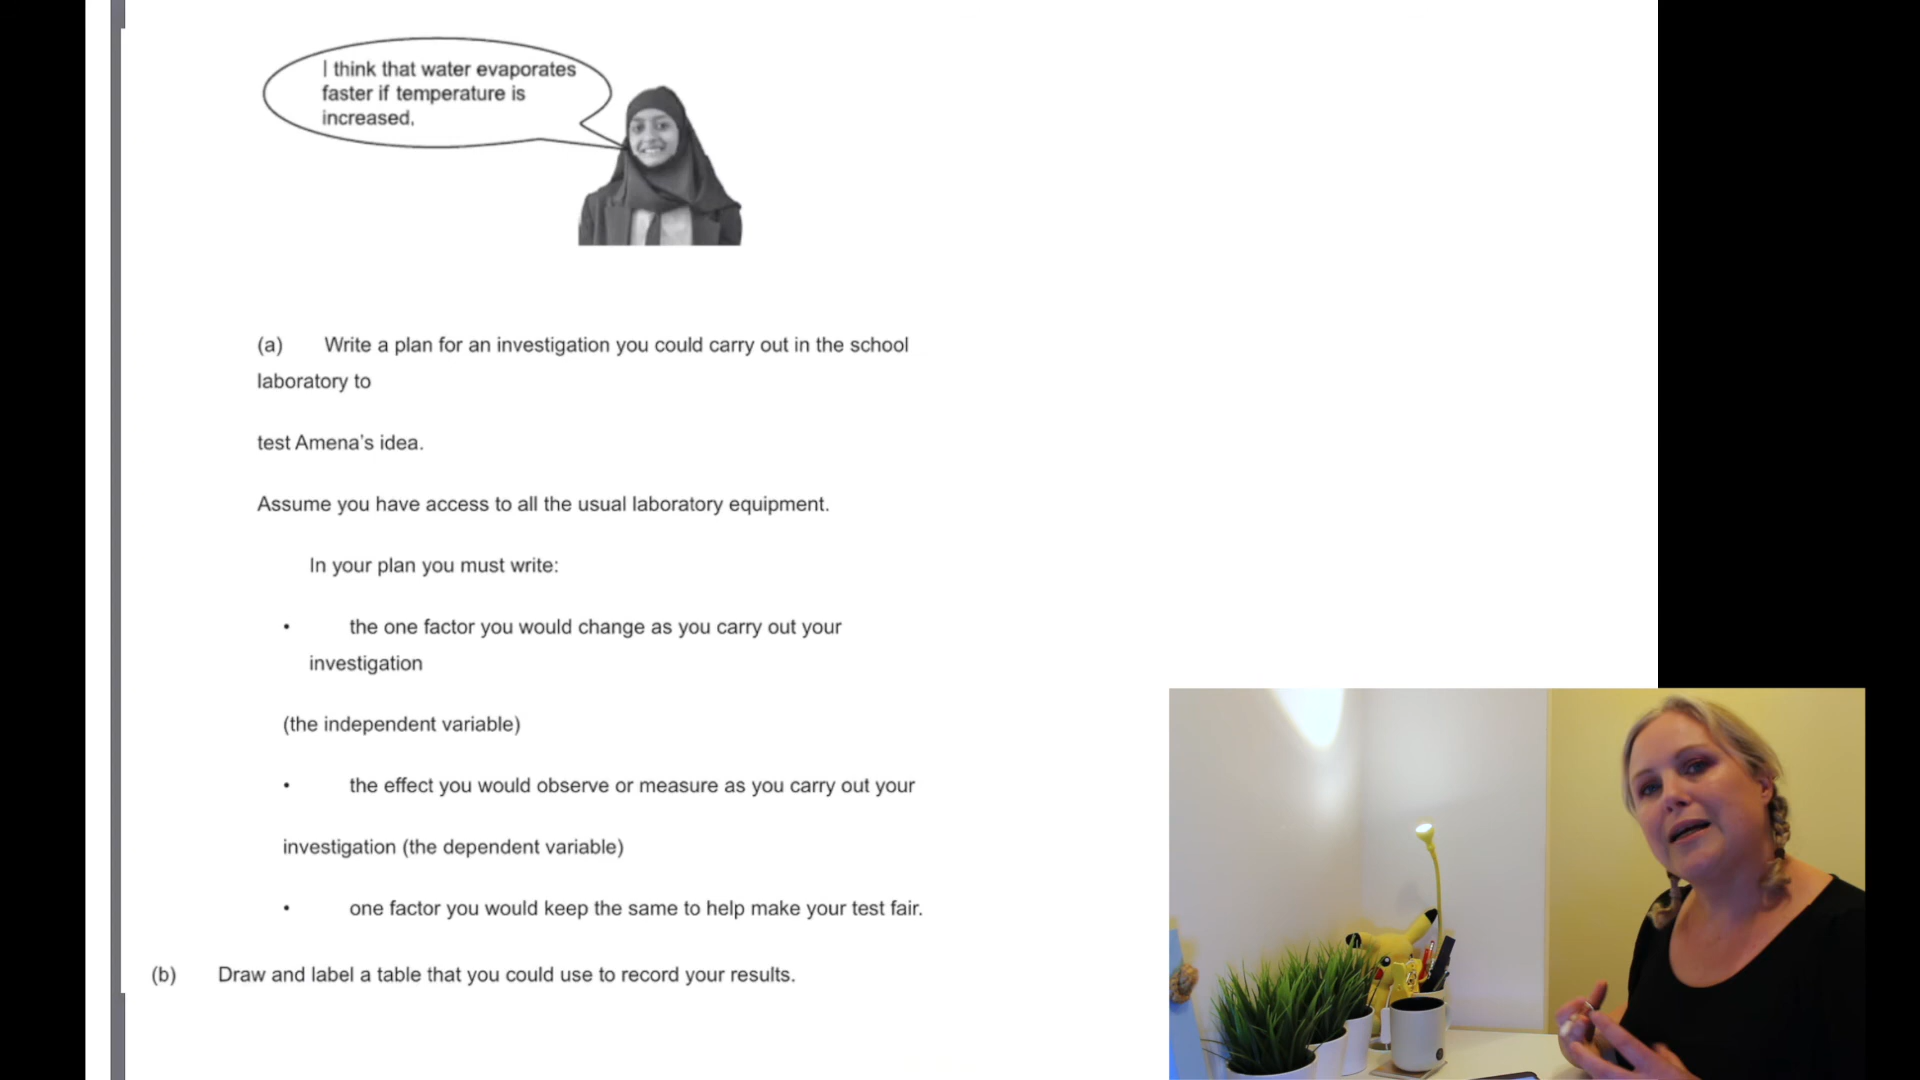 I think that water evaporates
faster if temperature is
increased.
(a) Write a plan for an investigation you could carry out in the school
laboratory to
test Amena's idea.
Assume you have access to all the usual laboratory equipment.
In your plan you must write:
• the one factor you would change as you carry out your
investigation
(the independent variable)
• the effect you would observe or measure as you carry out your
investigation (the dependent variable)
• one factor you would keep the same to help make your test fair.
(b) Draw and label a table that you could use to record your results.